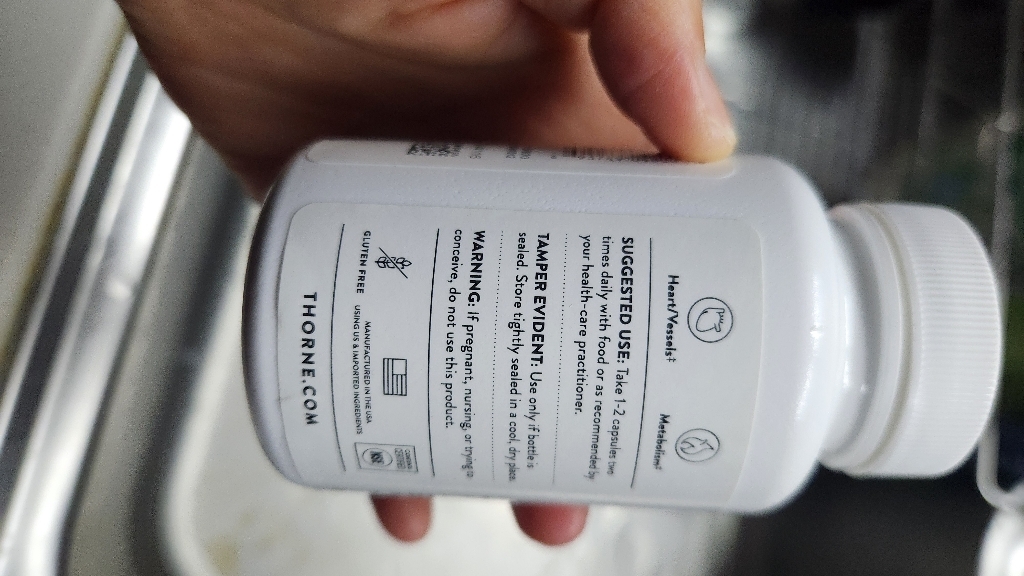 Heart/Vessels‡
Metabolism‡
SUGGESTED USE: Take 1-2 capsules two
times daily with food or as recommended by
your health-care practitioner.
TAMPER EVIDENT: Use only if bottle is
sealed. Store tightly sealed in a cool, dry place.
WARNING: If pregnant, nursing, or trying to
conceive, do not use this product.
GLUTEN FREE
MANUFACTURED IN THE USA
USING US & IMPORTED INGREDIENTS
NSF
THORNE.COM